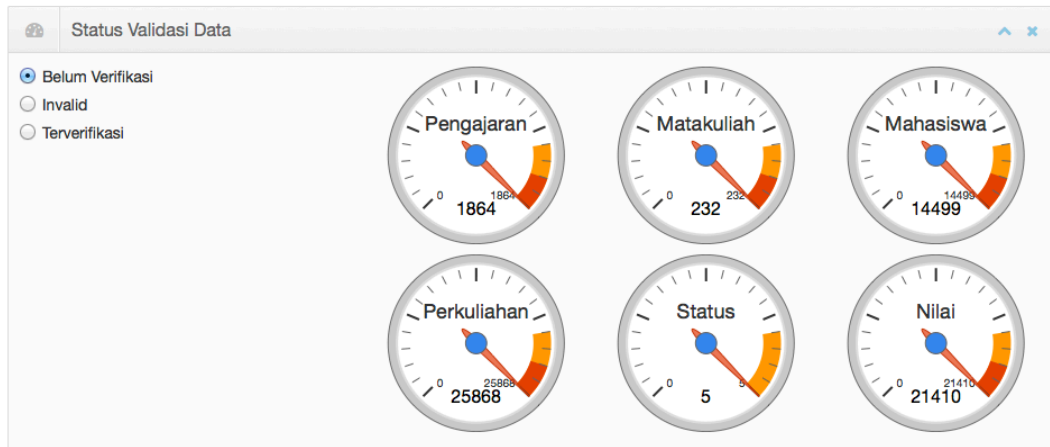 Status Validasi Data
Belum Verifikasi
Invalid
Terverifikasi
Pengajaran
0 1864
1864
Matakuliah
0 232
232
Mahasiswa
0 14499
14499
Perkuliahan
0 25868
25868
Status
0 5
5
Nilai
0 21410
21410